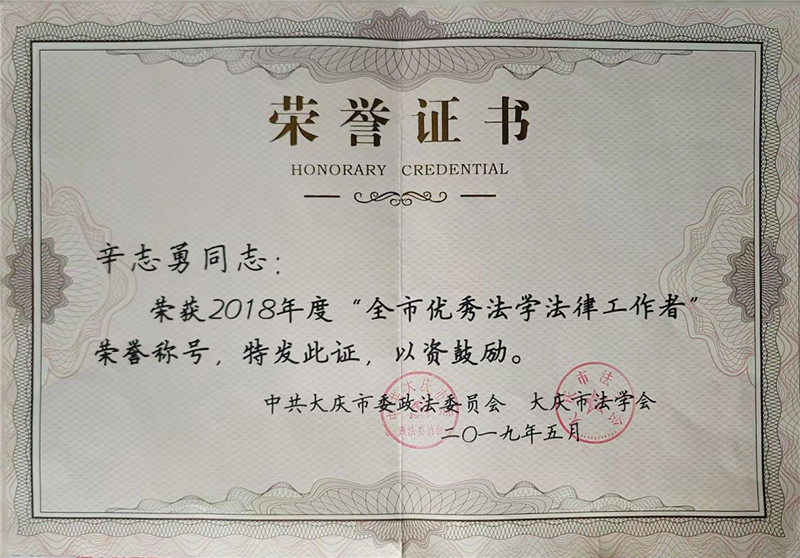 荣誉证书
HONORARY CREDENTIAL
辛志勇同志：
荣获2018年度“全市优秀法学法律工作者”
荣誉称号，特发此证，以资鼓励。
中共大庆市委政法委员会 大庆市法学会
二〇一九年五月